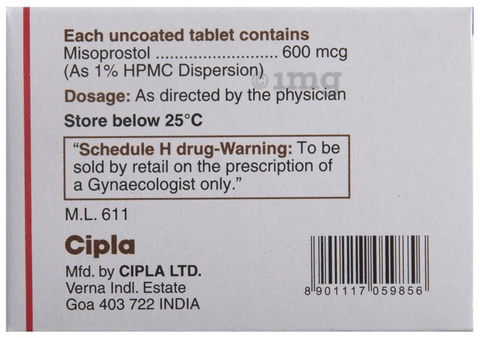 Each uncoated tablet contains
Misoprostol ........................ 600 mcg
(As 1% HPMC Dispersion)
©1mg
Dosage: As directed by the physician
Store below 25°C
“Schedule H drug-Warning: To be
sold by retail on the prescription of
a Gynaecologist only.”
M.L. 611
Cipla
Mfd. by CIPLA LTD.
Verna Indl. Estate
Goa 403 722 INDIA
8 901117 059856